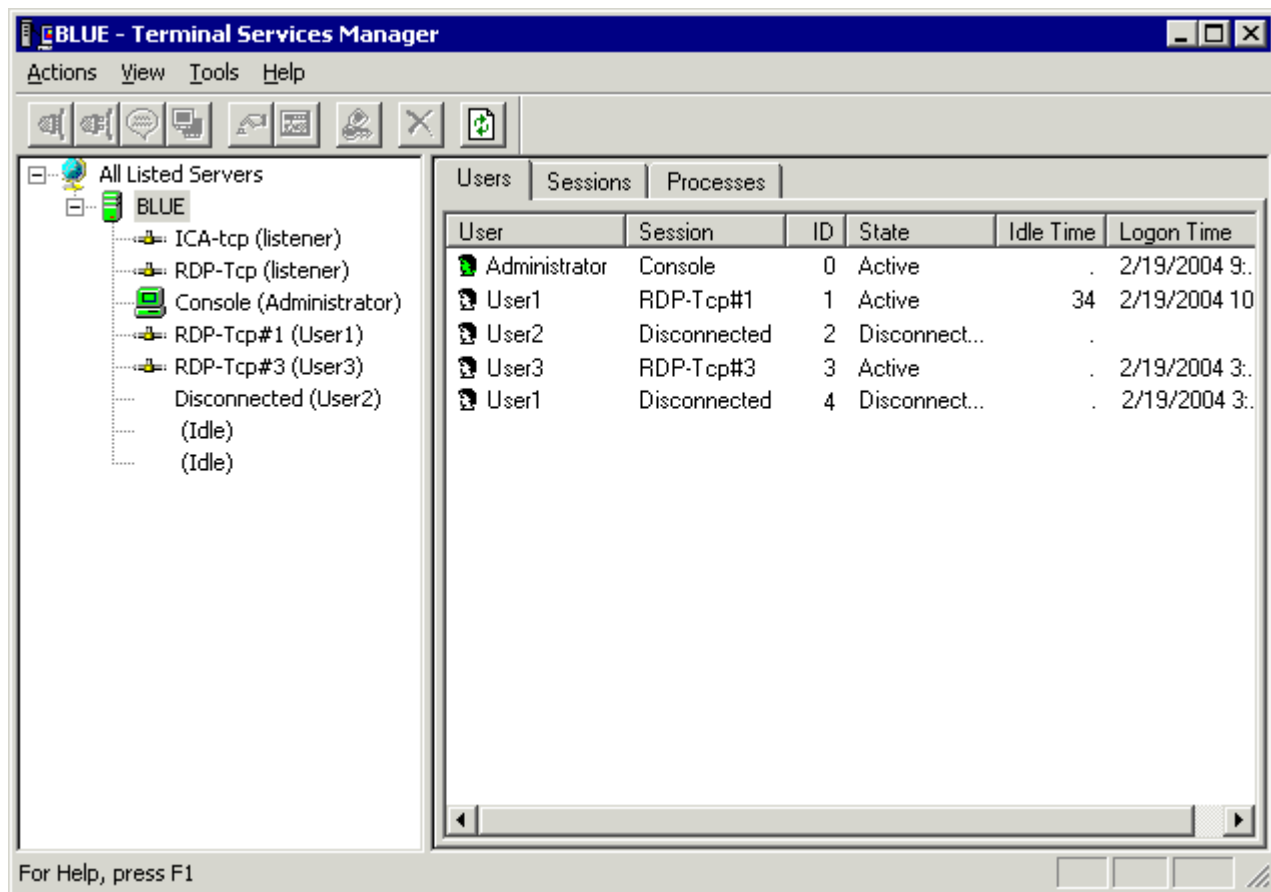 BLUE - Terminal Services Manager
Actions View Tools Help
All Listed Servers
BLUE
ICA-tcp (listener)
RDP-Tcp (listener)
Console (Administrator)
RDP-Tcp#1 (User1)
RDP-Tcp#3 (User3)
Disconnected (User2)
(Idle)
(Idle)
Users Sessions Processes
User Session ID State Idle Time Logon Time
Administrator Console 0 Active . 2/19/2004 9:.
User1 RDP-Tcp#1 1 Active 34 2/19/2004 10
User2 Disconnected 2 Disconnect... .
User3 RDP-Tcp#3 3 Active . 2/19/2004 3:.
User1 Disconnected 4 Disconnect... . 2/19/2004 3:.
For Help, press F1